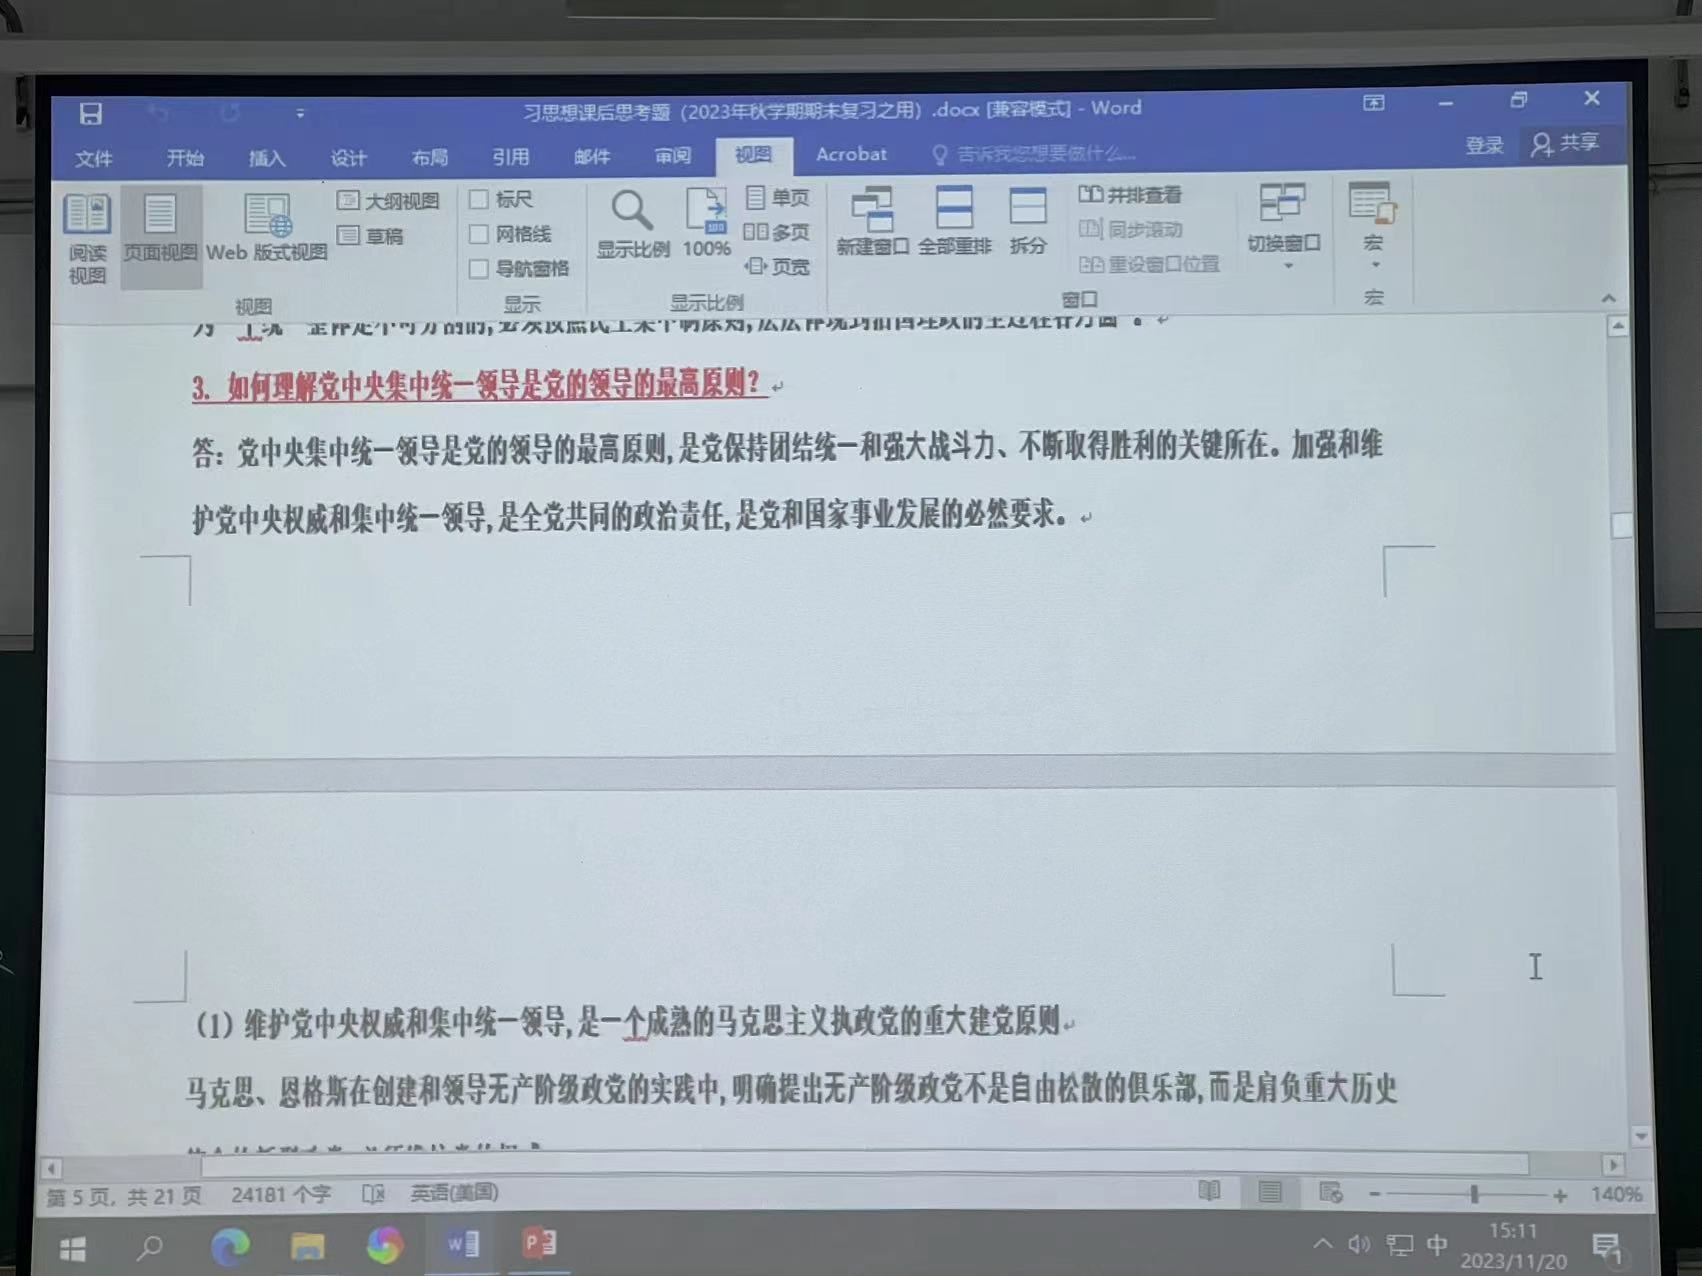 习思想课后思考题（2023年秋学期期末复习之用）.docx [兼容模式] - Word
文件 开始 插入 设计 布局 引用 邮件 审阅 视图 Acrobat 告诉我您想要做什么... 登录 共享
阅读视图 页面视图 Web 版式视图 大纲视图 草稿
标尺 网格线 导航窗格
显示比例 100% 单页 多页 页宽
新建窗口 全部重排 拆分 并排查看 同步滚动 重设窗口位置 切换窗口 宏
视图 显示 显示比例 窗口 宏
3. 如何理解党中央集中统一领导是党的领导的最高原则？
答：党中央集中统一领导是党的领导的最高原则，是党保持团结统一和强大战斗力、不断取得胜利的关键所在。加强和维
护党中央权威和集中统一领导，是全党共同的政治责任，是党和国家事业发展的必然要求。
（1）维护党中央权威和集中统一领导，是一个成熟的马克思主义执政党的重大建党原则
马克思、恩格斯在创建和领导无产阶级政党的实践中，明确提出无产阶级政党不是自由松散的俱乐部，而是肩负重大历史
第 5 页，共 21 页 24181 个字 英语(美国) 140%
中 15:11
2023/11/20 1